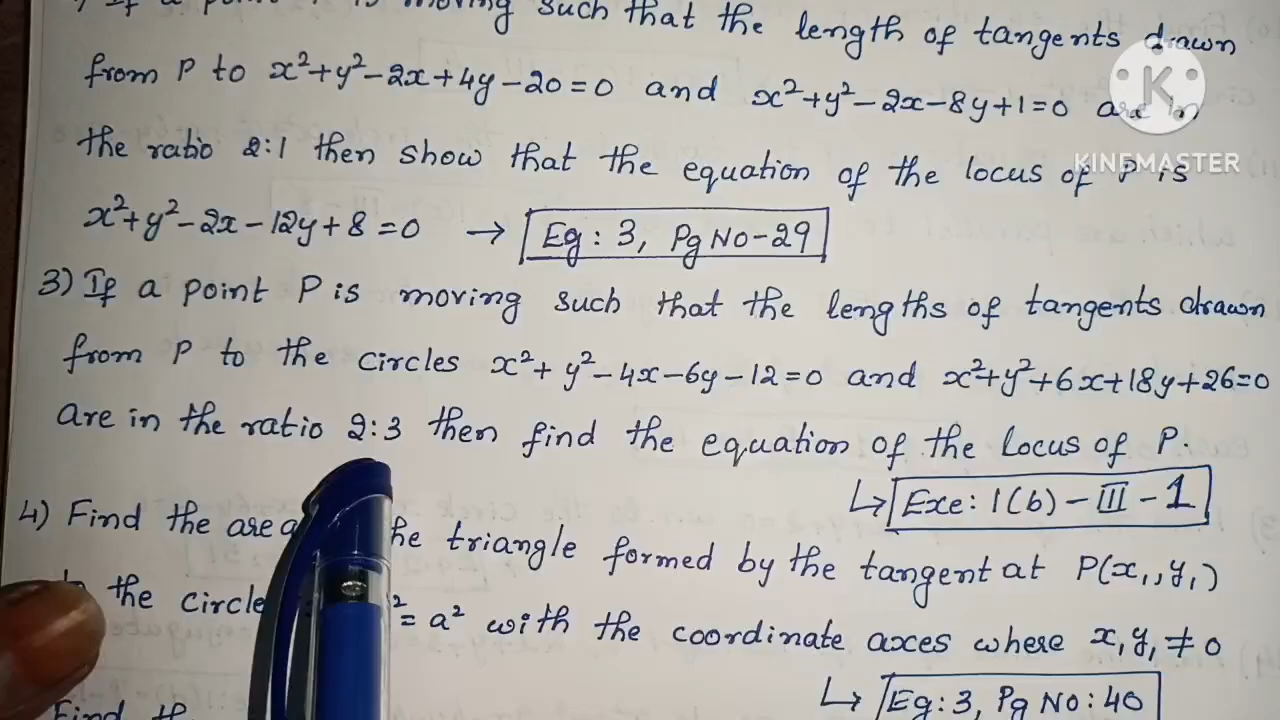 moving such that the length of tangents drawn
from P to x²+y²-2x+4y-20=0 and x²+y²-2x-8y+1=0 are in
the ratio 2:1 then show that the equation of the locus of P is
x²+y²-2x-12y+8=0 → Eg: 3, Pg No-29
3) If a point P is moving such that the lengths of tangents drawn
from P to the circles x²+y²-4x-6y-12=0 and x²+y²+6x+18y+26=0
are in the ratio 2:3 then find the equation of the locus of P.
↳ Exe: 1(b)-III-1
4) Find the area the triangle formed by the tangent at P(x₁,y₁)
the circle ²=a² with the coordinate axes where x₁y₁≠0
↳ Eg:3, Pg No:40
Find
K
KINEMASTER